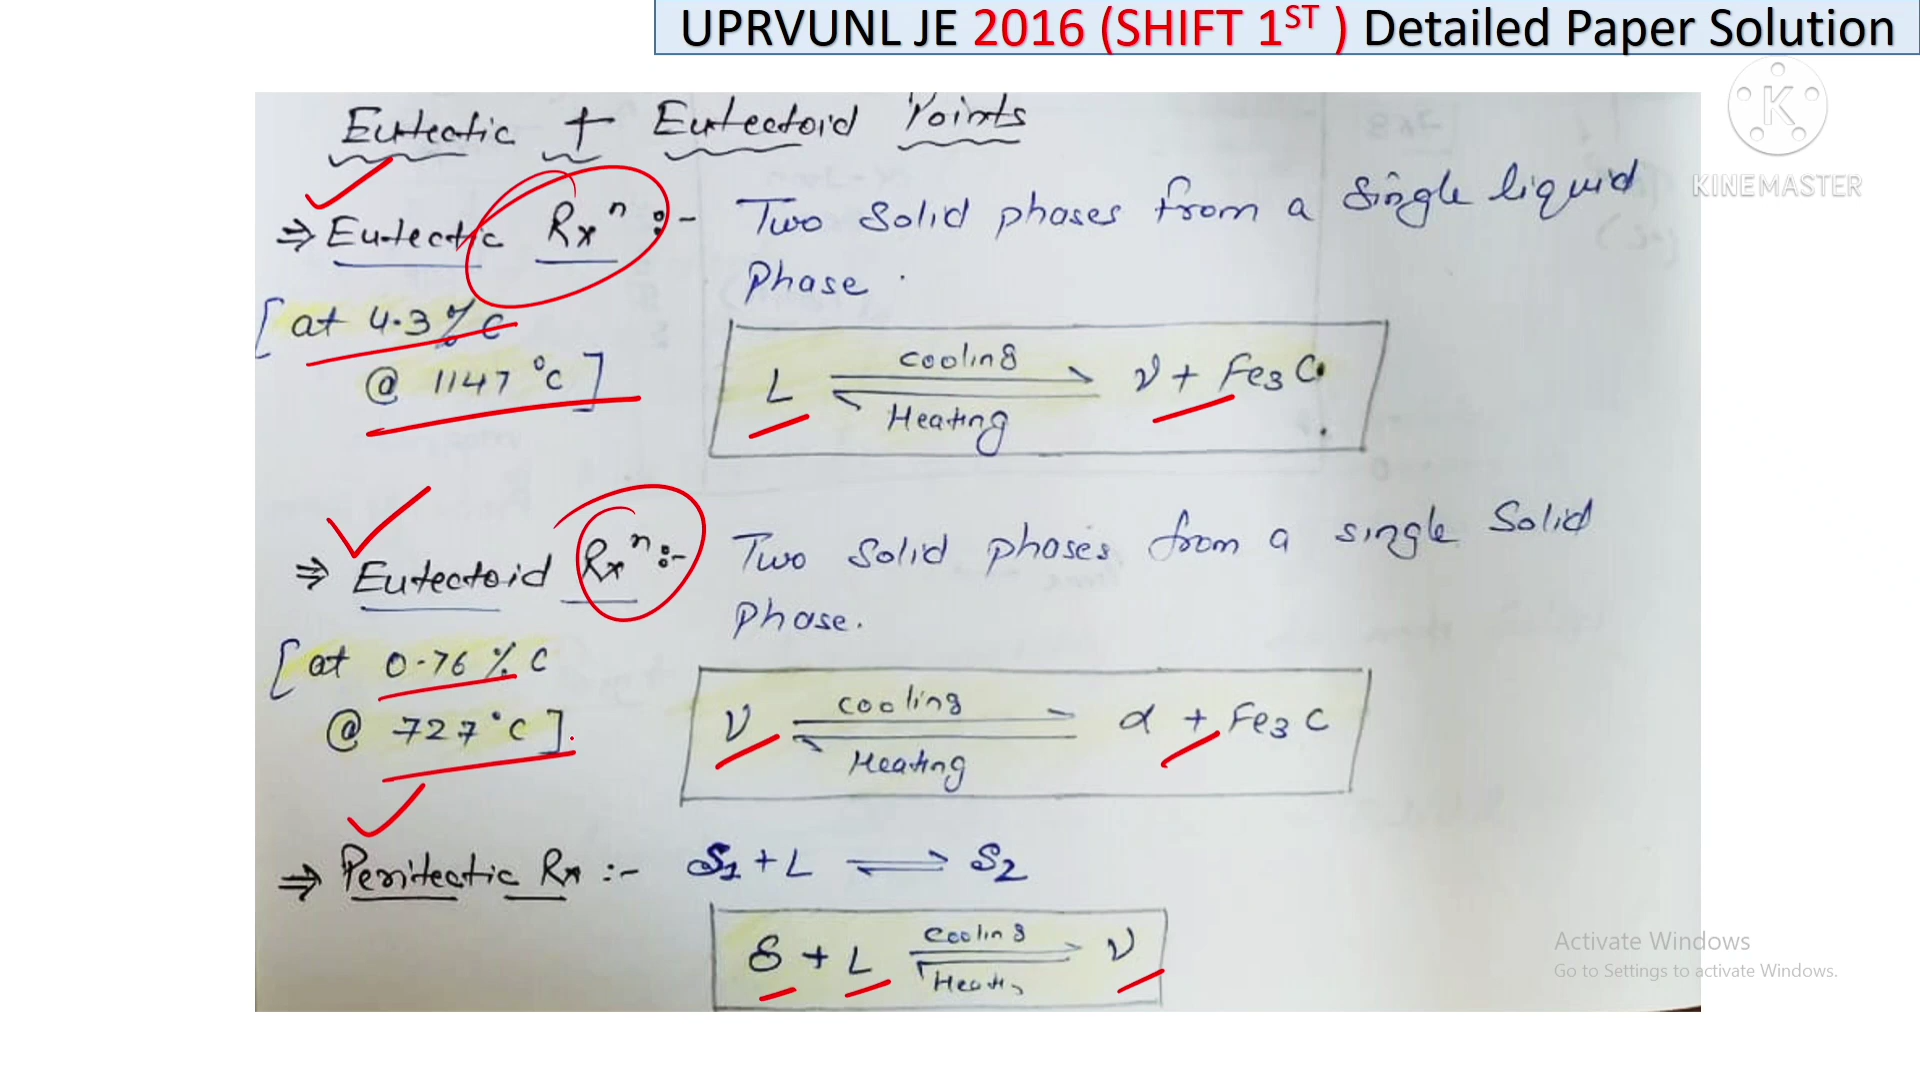 UPRVUNL JE 2016 (SHIFT 1ST ) Detailed Paper Solution
KINEMASTER
Eutectic + Eutectoid Points
⇒ Eutectic Rxn :- Two Solid phases from a single liquid
Phase.
[at 4.3% C
@ 1147 °C]
L cooling ⇌ Heating γ + Fe3C
⇒ Eutectoid Rxn :- Two Solid phases from a single Solid
Phase.
[at 0.76 % C
@ 727°C].
γ cooling ⇌ Heating α + Fe3C
⇒ Peritectic Rx :- S1 + L ⇌ S2
δ + L cooling ⇌ γ
Activate Windows
Go to Settings to activate Windows.